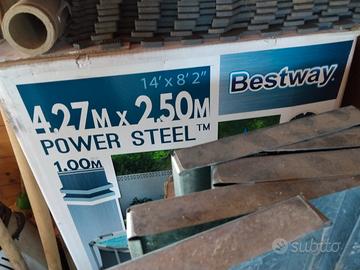 14' x 8'2"
Bestway.
4.27M x 2.50M
POWER STEEL™
1.00M
subito